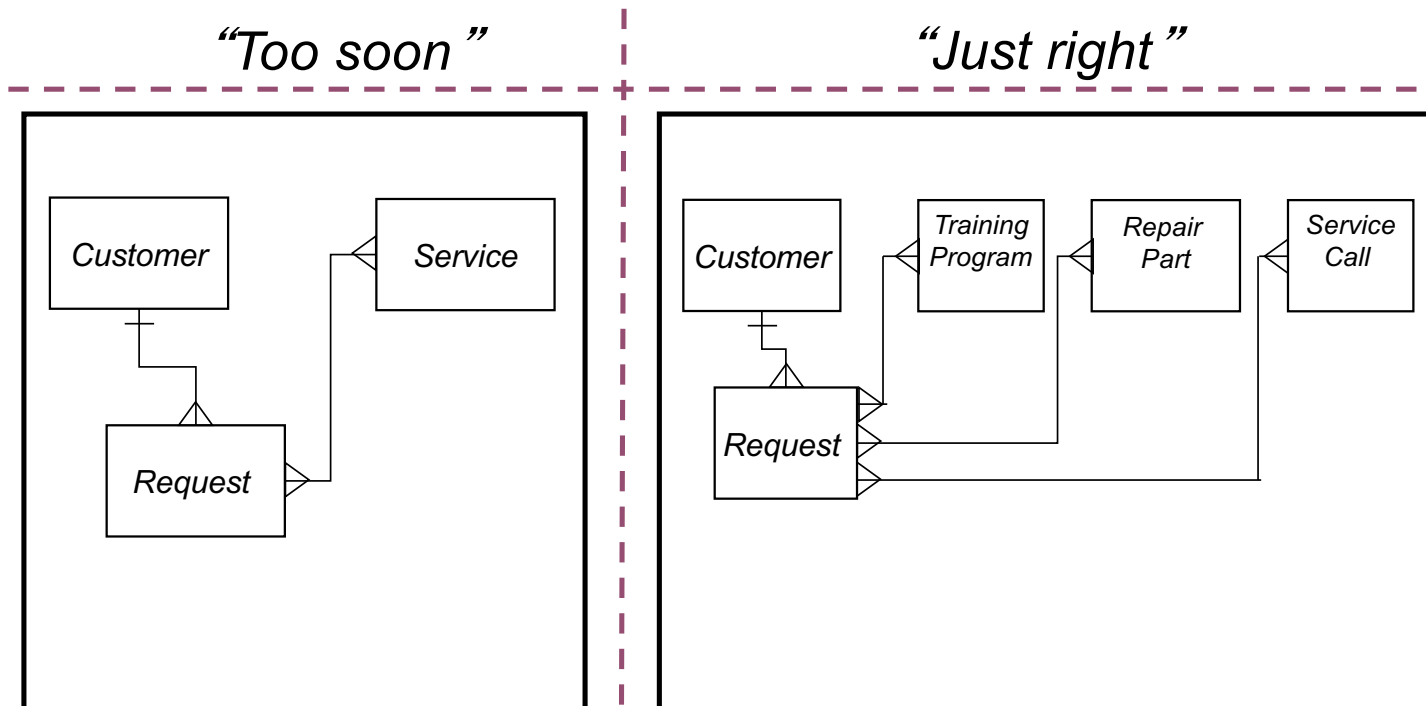 “Too soon”
“Just right”
Customer
Service
Request
Customer
Training
Program
Repair
Part
Service
Call
Request